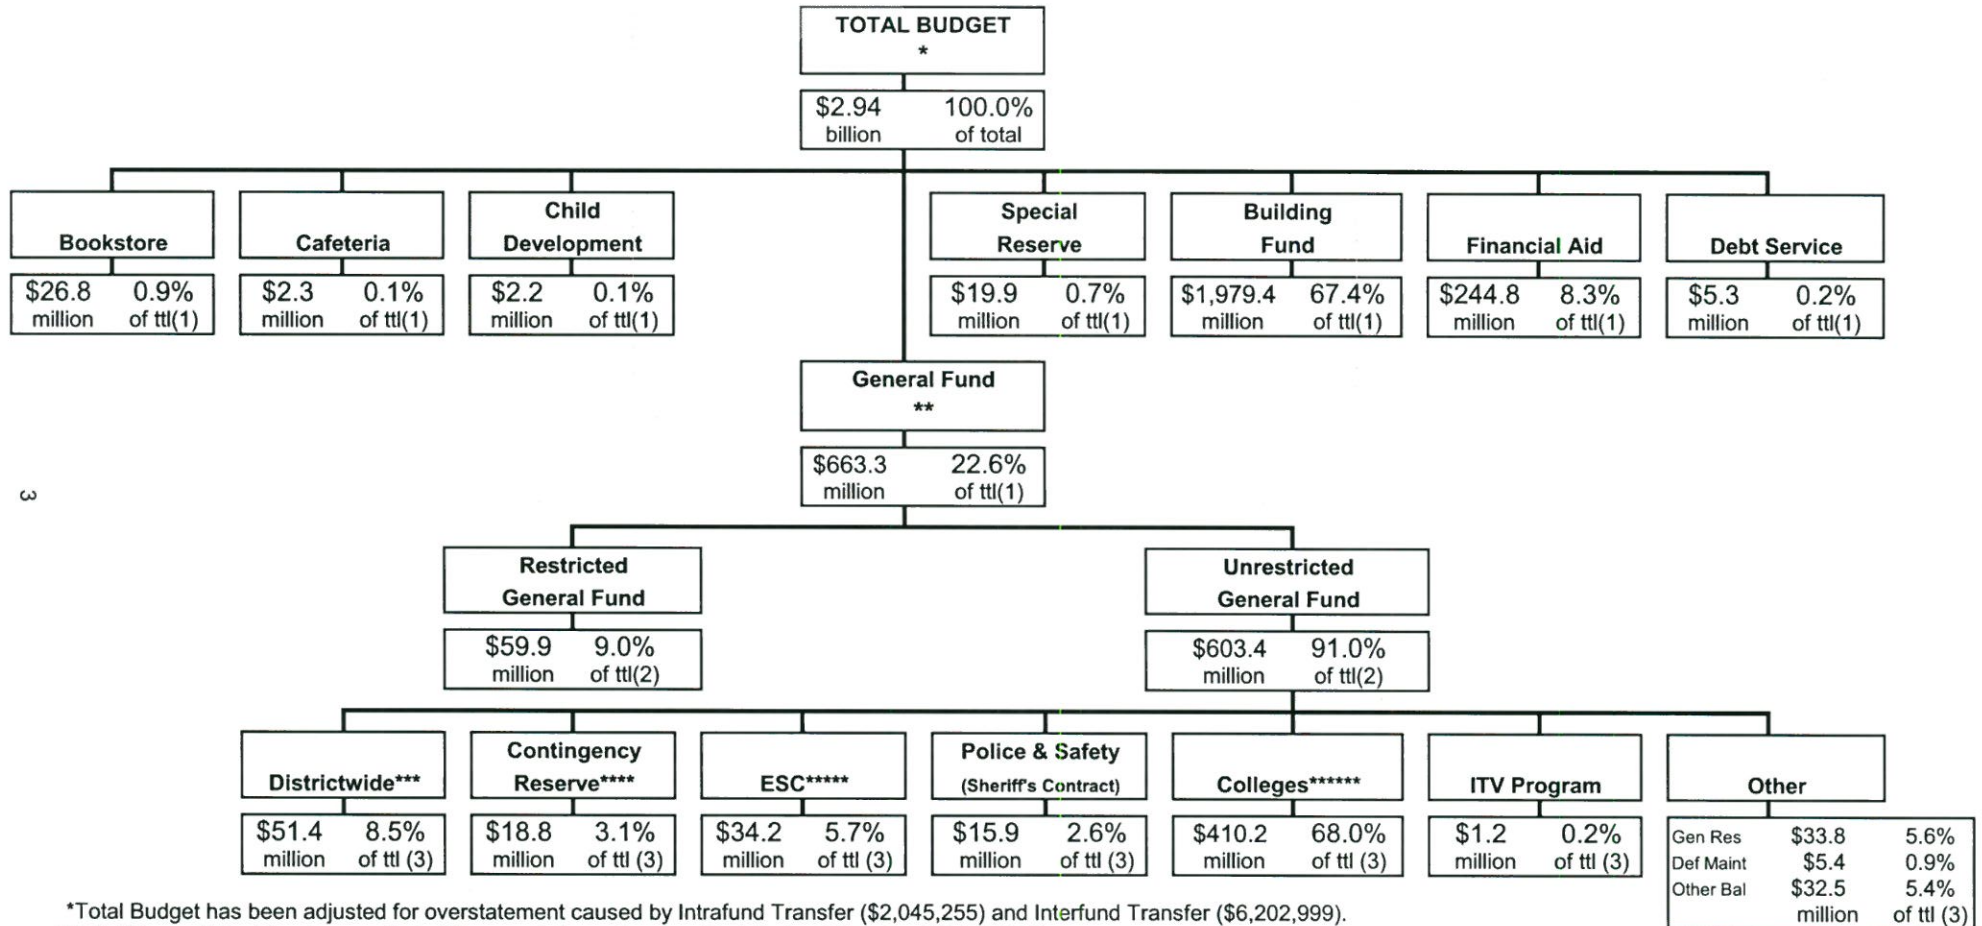 TOTAL BUDGET
*
$2.94 100.0%
billion of total
Bookstore
$26.8 0.9%
million of ttl(1)
Cafeteria
$2.3 0.1%
million of ttl(1)
Child
Development
$2.2 0.1%
million of ttl(1)
Special
Reserve
$19.9 0.7%
million of ttl(1)
Building
Fund
$1,979.4 67.4%
million of ttl(1)
Financial Aid
$244.8 8.3%
million of ttl(1)
Debt Service
$5.3 0.2%
million of ttl(1)
General Fund
**
$663.3 22.6%
million of ttl(1)
3
Restricted
General Fund
$59.9 9.0%
million of ttl(2)
Unrestricted
General Fund
$603.4 91.0%
million of ttl(2)
Districtwide***
$51.4 8.5%
million of ttl (3)
Contingency
Reserve****
$18.8 3.1%
million of ttl (3)
ESC*****
$34.2 5.7%
million of ttl (3)
Police & Safety
(Sheriff's Contract)
$15.9 2.6%
million of ttl (3)
Colleges******
$410.2 68.0%
million of ttl (3)
ITV Program
$1.2 0.2%
million of ttl (3)
Other
Gen Res $33.8 5.6%
Def Maint $5.4 0.9%
Other Bal $32.5 5.4%
million of ttl (3)
*Total Budget has been adjusted for overstatement caused by Intrafund Transfer ($2,045,255) and Interfund Transfer ($6,202,999).